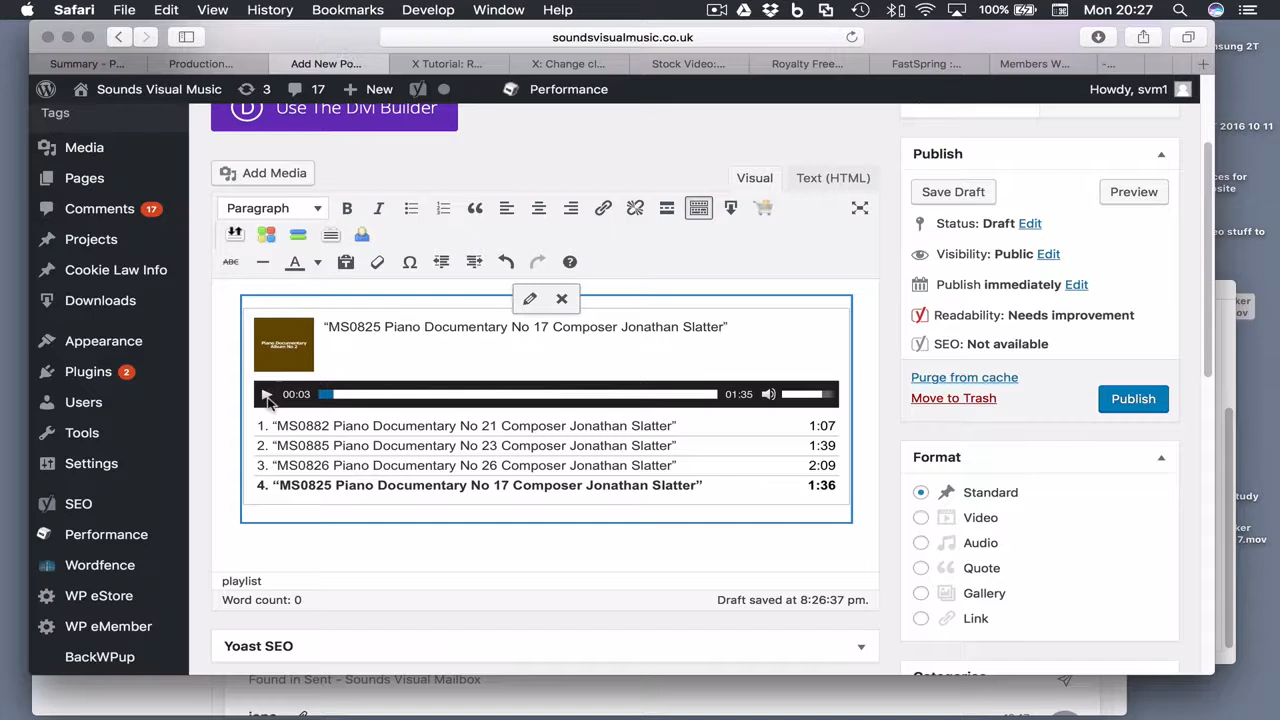 Safari File Edit View History Bookmarks Develop Window Help 100% Mon 20:27
soundsvisualmusic.co.uk
Summary - P... Production... Add New Po... X Tutorial: R... X: Change cl... Stock Video:... Royalty Free... FastSpring :... Members W... -...
Sounds Visual Music 3 17 New Performance Howdy, svm1
Tags
Media
Pages
Comments 17
Projects
Cookie Law Info
Downloads
Appearance
Plugins 2
Users
Tools
Settings
SEO
Performance
Wordfence
WP eStore
WP eMember
BackWPup
Use The Divi Builder
Add Media
Visual Text (HTML)
Paragraph
ABC
“MS0825 Piano Documentary No 17 Composer Jonathan Slatter”
Piano Documentary
Album No 2
00:03 01:35
1. “MS0882 Piano Documentary No 21 Composer Jonathan Slatter” 1:07
2. “MS0885 Piano Documentary No 23 Composer Jonathan Slatter” 1:39
3. “MS0826 Piano Documentary No 26 Composer Jonathan Slatter” 2:09
4. “MS0825 Piano Documentary No 17 Composer Jonathan Slatter” 1:36
playlist
Word count: 0 Draft saved at 8:26:37 pm.
Yoast SEO
Publish
Save Draft Preview
Status: Draft Edit
Visibility: Public Edit
Publish immediately Edit
Readability: Needs improvement
SEO: Not available
Purge from cache
Move to Trash Publish
Format
Standard
Video
Audio
Quote
Gallery
Link
Found in Sent - Sounds Visual Mailbox
2016 10 11